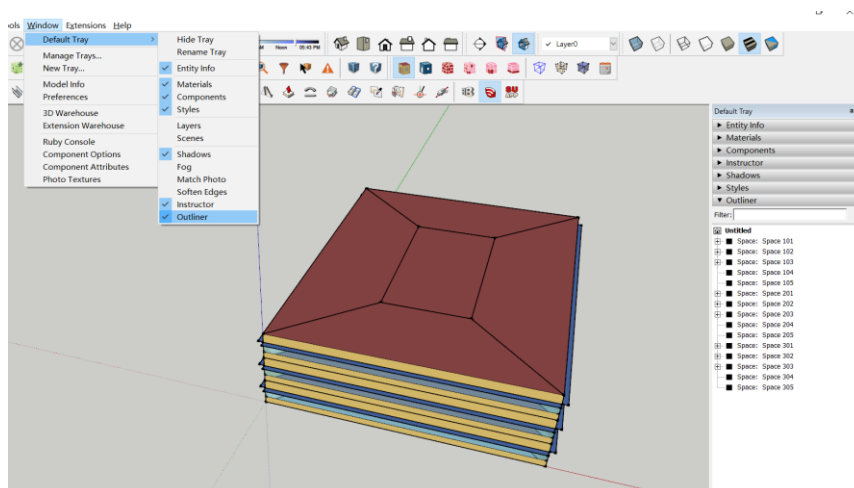 ols Window Extensions Help
Default Tray
Manage Trays...
New Tray...
Model Info
Preferences
3D Warehouse
Extension Warehouse
Ruby Console
Component Options
Component Attributes
Photo Textures
Hide Tray
Rename Tray
Entity Info
Materials
Components
Styles
Layers
Scenes
Shadows
Fog
Match Photo
Soften Edges
Instructor
Outliner
AM Noon 05:43 PM
Layer0
Default Tray
Entity Info
Materials
Components
Instructor
Shadows
Styles
Outliner
Filter:
Untitled
Space: Space 101
Space: Space 102
Space: Space 103
Space: Space 104
Space: Space 105
Space: Space 201
Space: Space 202
Space: Space 203
Space: Space 204
Space: Space 205
Space: Space 301
Space: Space 302
Space: Space 303
Space: Space 304
Space: Space 305